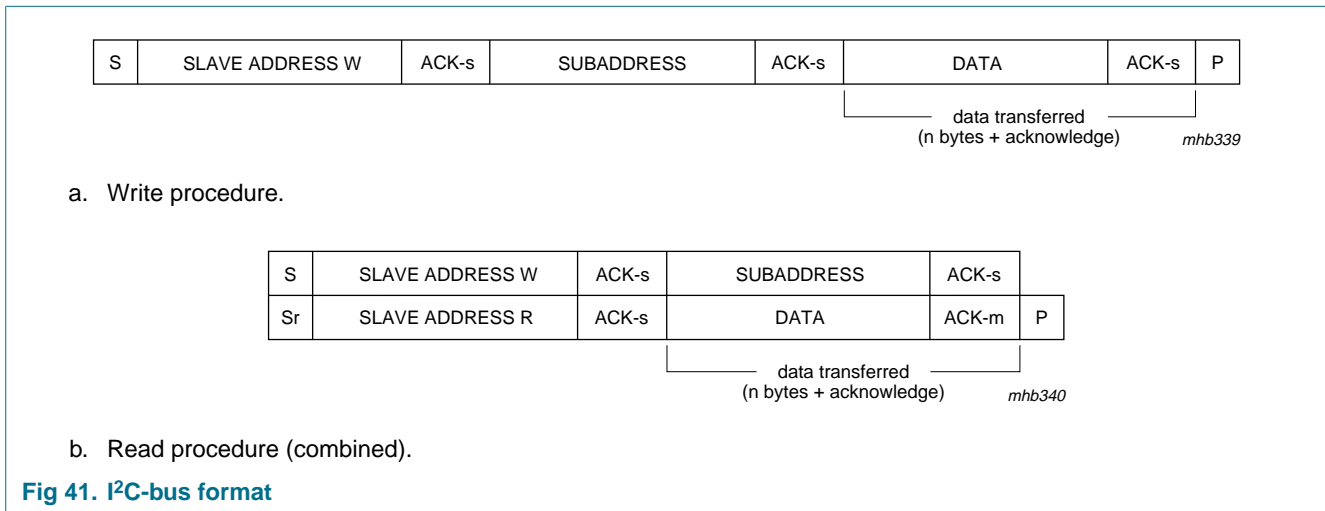 S SLAVE ADDRESS W ACK-s SUBADDRESS ACK-s DATA ACK-s P
data transferred
(n bytes + acknowledge)
mhb339
a. Write procedure.
S SLAVE ADDRESS W ACK-s SUBADDRESS ACK-s
Sr SLAVE ADDRESS R ACK-s DATA ACK-m P
data transferred
(n bytes + acknowledge)
mhb340
b. Read procedure (combined).
Fig 41. I²C-bus format